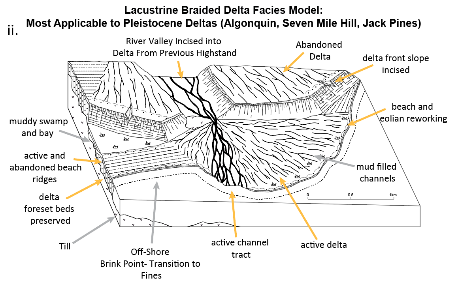 Lacustrine Braided Delta Facies Model:
Most Applicable to Pleistocene Deltas (Algonquin, Seven Mile Hill, Jack Pines)
ii.
River Valley Incised into
Delta From Previous Highstand
Abandoned
Delta
delta front slope
incised
beach and
eolian reworking
muddy swamp
and bay
active and
abandoned beach
ridges
mud filled
channels
delta
foreset beds
preserved
Till
Off-Shore
Brink Point- Transition to
Fines
active channel
tract
active delta